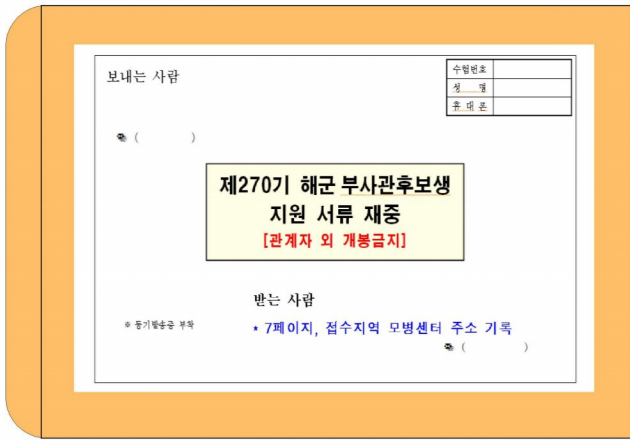 보내는 사람
수험번호
성 명
휴 대 폰
☎ ( )
제270기 해군 부사관후보생
지원 서류 재중
[관계자 외 개봉금지]
받는 사람
※ 등기발송증 부착
* 7페이지, 접수지역 모병센터 주소 기록
☎ ( )